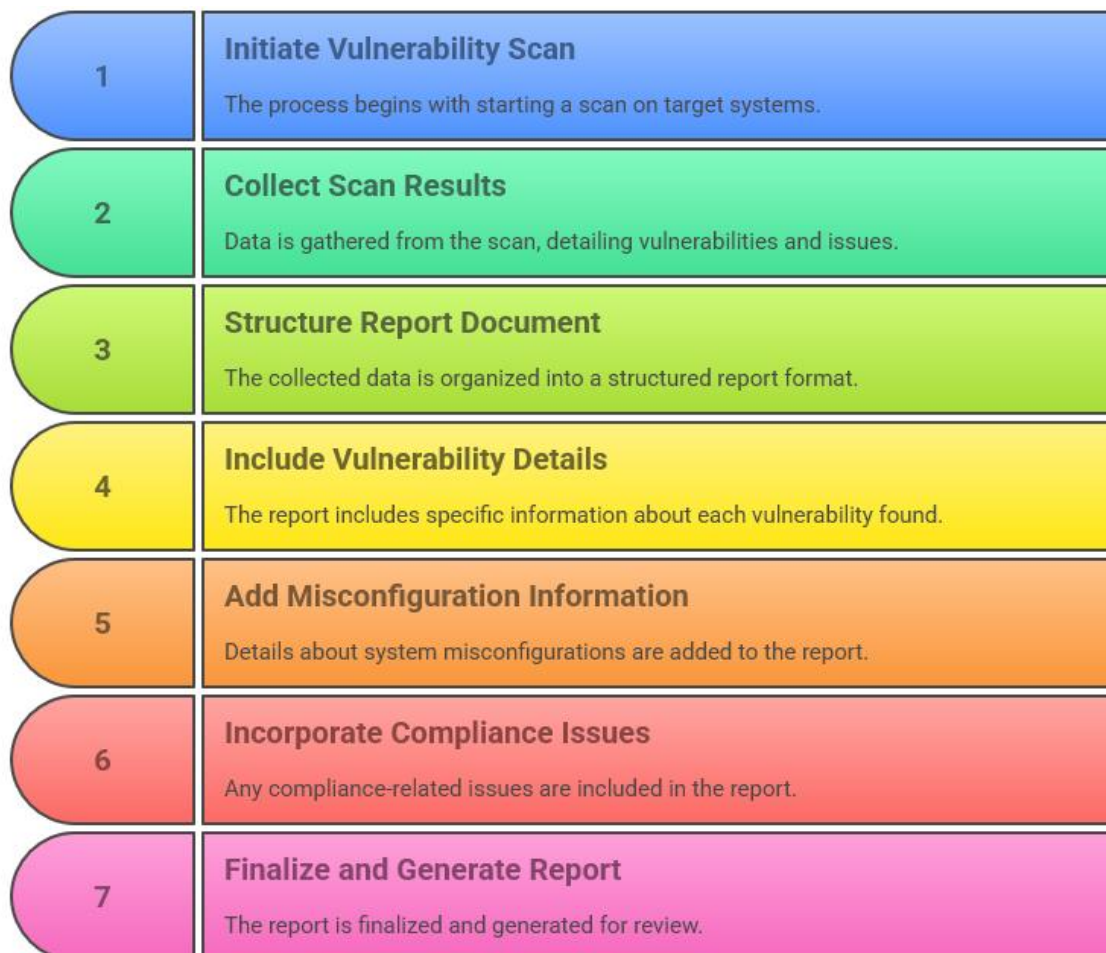 1
Initiate Vulnerability Scan
The process begins with starting a scan on target systems.
2
Collect Scan Results
Data is gathered from the scan, detailing vulnerabilities and issues.
3
Structure Report Document
The collected data is organized into a structured report format.
4
Include Vulnerability Details
The report includes specific information about each vulnerability found.
5
Add Misconfiguration Information
Details about system misconfigurations are added to the report.
6
Incorporate Compliance Issues
Any compliance-related issues are included in the report.
7
Finalize and Generate Report
The report is finalized and generated for review.